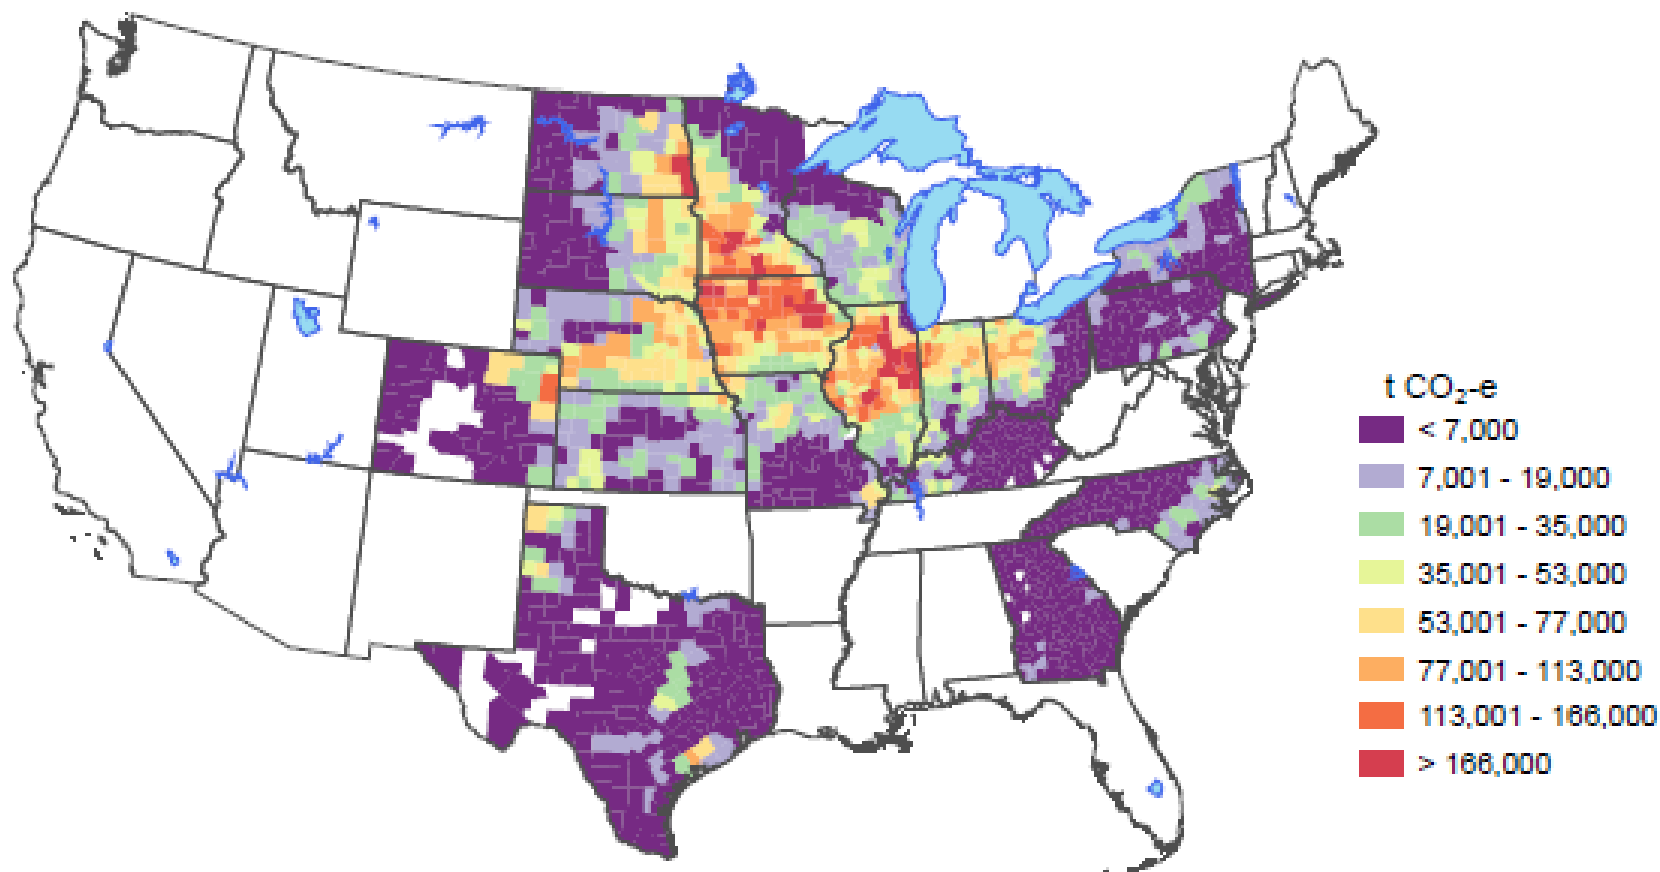 t CO₂-e
< 7,000
7,001 - 19,000
19,001 - 35,000
35,001 - 53,000
53,001 - 77,000
77,001 - 113,000
113,001 - 166,000
> 166,000